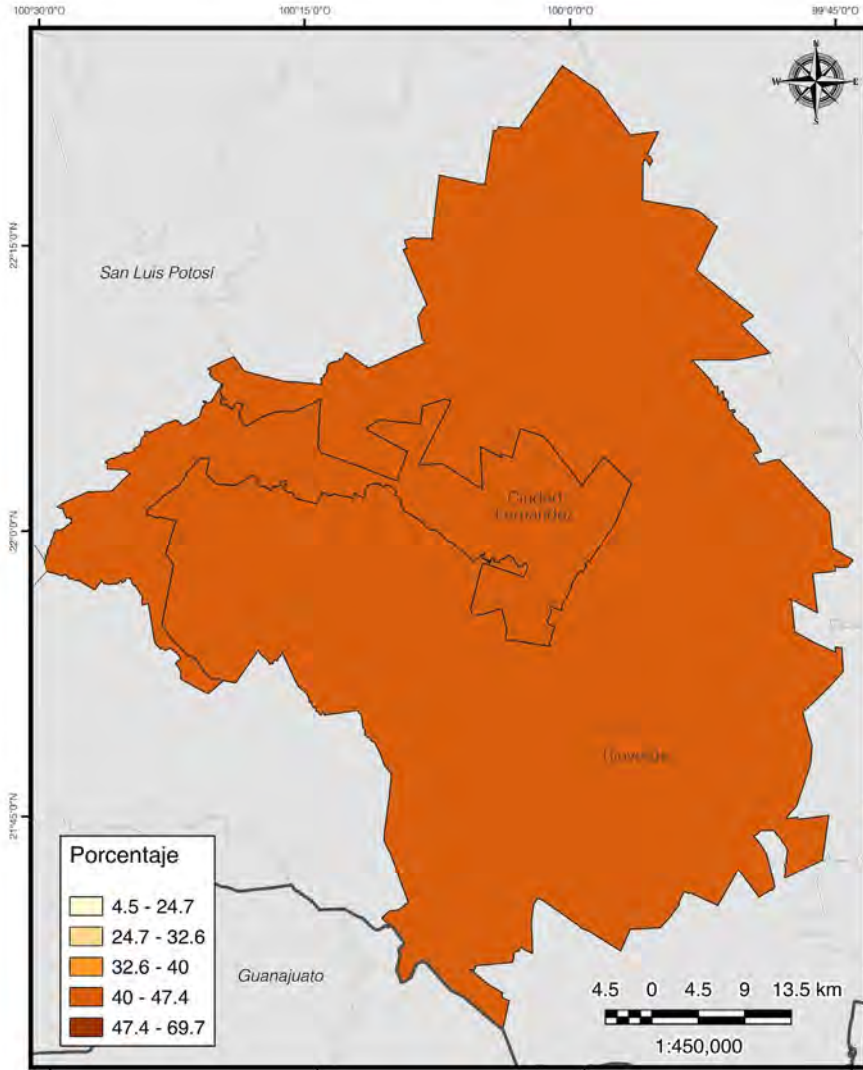 100°30'0"O
100°15'0"O
100°0'0"O
99°45'0"O
N
W
E
S
22°15'0"N
San Luis Potosí
Ciudad
22°0'0"N
21°45'0"N
Porcentaje
4.5 - 24.7
24.7 - 32.6
32.6 - 40
40 - 47.4
47.4 - 69.7
Guanajuato
4.5 0 4.5 9 13.5 km
1:450,000